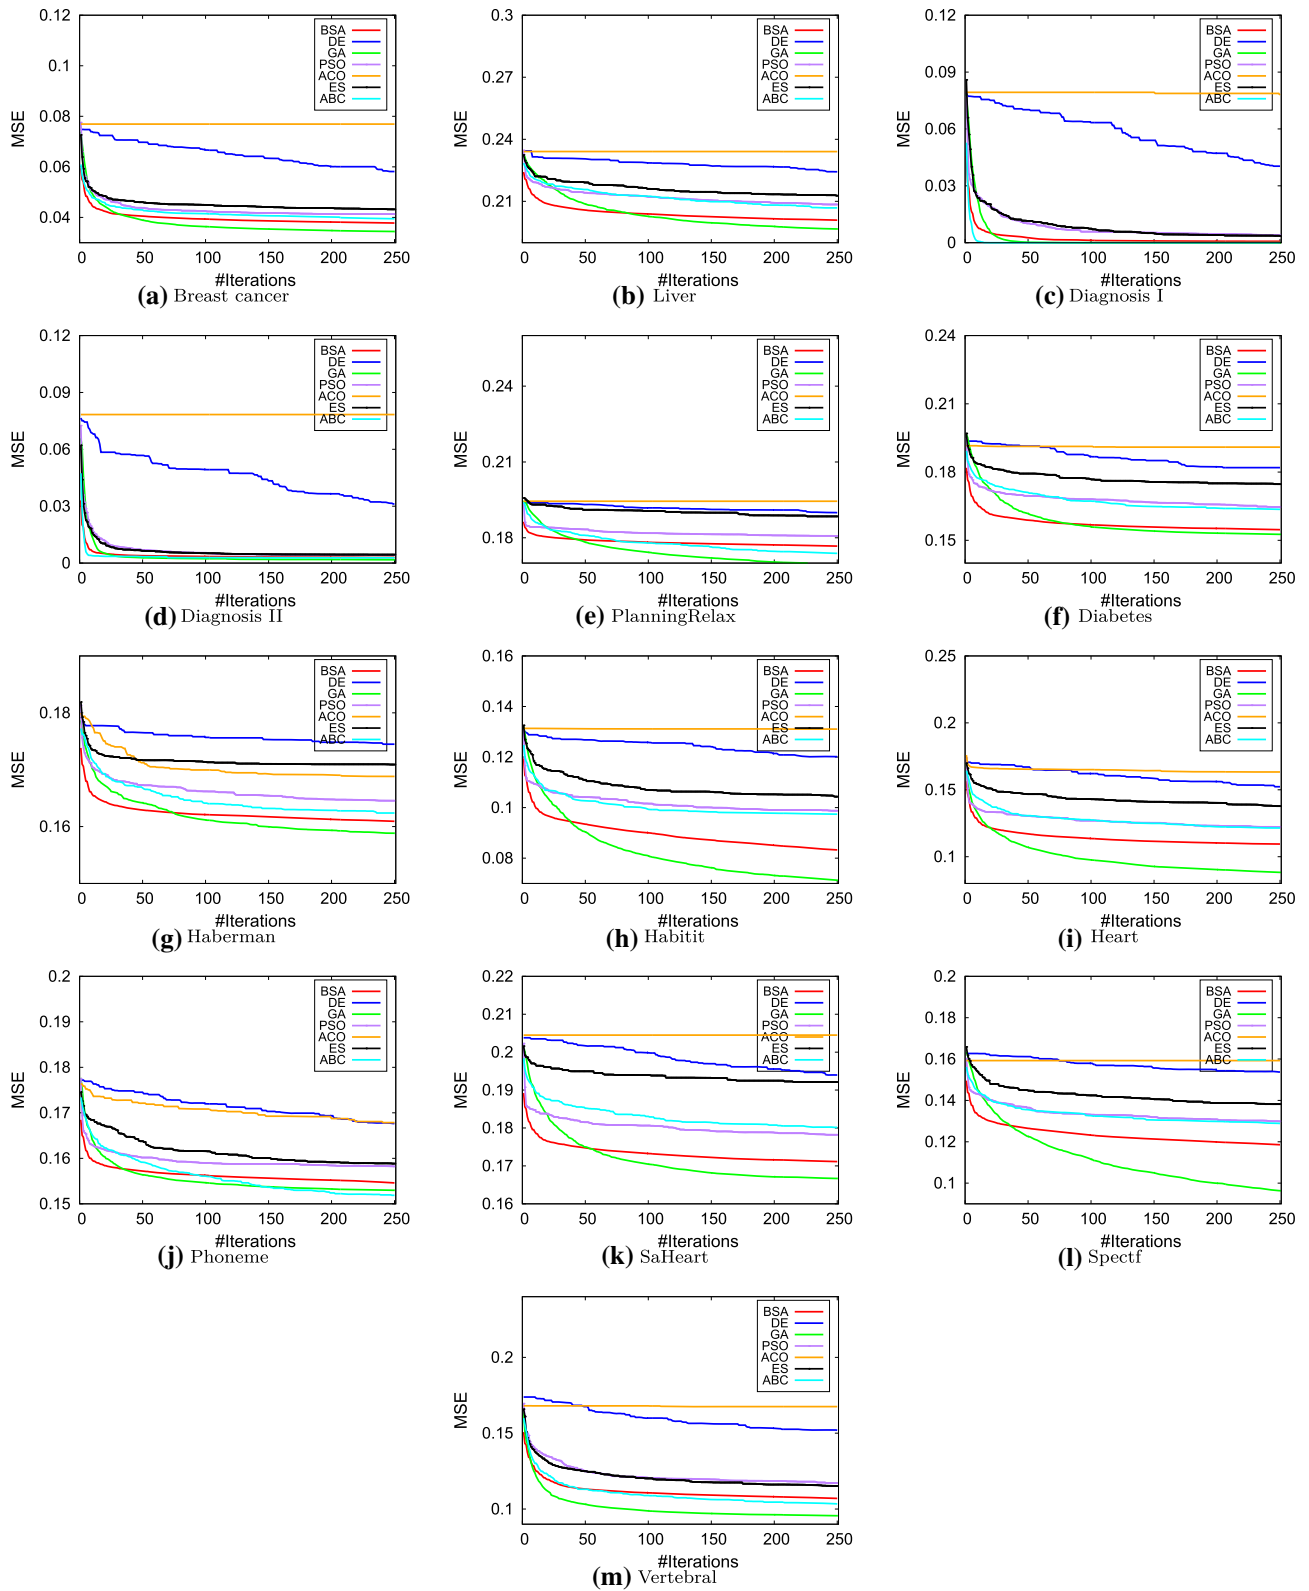 0.12
0.1
0.08
0.06
0.04
MSE
BSA
DE
GA
PSO
ACO
ES
ABC
0 50 100 150 200 250
#Iterations
(a) Breast cancer
0.3
0.27
0.24
0.21
MSE
BSA
DE
GA
PSO
ACO
ES
ABC
0 50 100 150 200 250
#Iterations
(b) Liver
0.12
0.09
0.06
0.03
0
MSE
BSA
DE
GA
PSO
ACO
ES
ABC
0 50 100 150 200 250
#Iterations
(c) Diagnosis I
0.12
0.09
0.06
0.03
0
MSE
BSA
DE
GA
PSO
ACO
ES
ABC
0 50 100 150 200 250
#Iterations
(d) Diagnosis II
0.24
0.21
0.18
MSE
BSA
DE
GA
PSO
ACO
ES
ABC
0 50 100 150 200 250
#Iterations
(e) PlanningRelax
0.24
0.21
0.18
0.15
MSE
BSA
DE
GA
PSO
ACO
ES
ABC
0 50 100 150 200 250
#Iterations
(f) Diabetes
0.18
0.16
MSE
BSA
DE
GA
PSO
ACO
ES
ABC
0 50 100 150 200 250
#Iterations
(g) Haberman
0.16
0.14
0.12
0.1
0.08
MSE
BSA
DE
GA
PSO
ACO
ES
ABC
0 50 100 150 200 250
#Iterations
(h) Habitit
0.25
0.2
0.15
0.1
MSE
BSA
DE
GA
PSO
ACO
ES
ABC
0 50 100 150 200 250
#Iterations
(i) Heart
0.2
0.19
0.18
0.17
0.16
0.15
MSE
BSA
DE
GA
PSO
ACO
ES
ABC
0 50 100 150 200 250
#Iterations
(j) Phoneme
0.22
0.21
0.2
0.19
0.18
0.17
0.16
MSE
BSA
DE
GA
PSO
ACO
ES
ABC
0 50 100 150 200 250
#Iterations
(k) SaHeart
0.2
0.18
0.16
0.14
0.12
0.1
MSE
BSA
DE
GA
PSO
ACO
ES
ABC
0 50 100 150 200 250
#Iterations
(l) Spectf
0.2
0.15
0.1
MSE
BSA
DE
GA
PSO
ACO
ES
ABC
0 50 100 150 200 250
#Iterations
(m) Vertebral